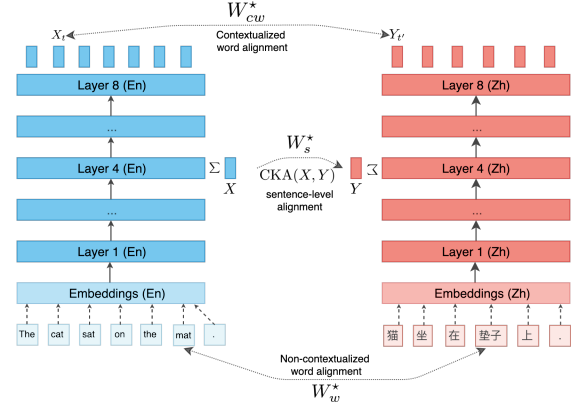 W*cw
Contextualized
word alignment
Xt
Yt′
Layer 8 (En)
Layer 8 (Zh)
...
...
W*s
Layer 4 (En)
Σ
X
CKA(X, Y)
Y
Σ
Layer 4 (Zh)
sentence-level
alignment
...
...
Layer 1 (En)
Layer 1 (Zh)
Embeddings (En)
Embeddings (Zh)
The cat sat on the mat .
猫 坐 在 垫子 上 .
Non-contextualized
word alignment
W*w